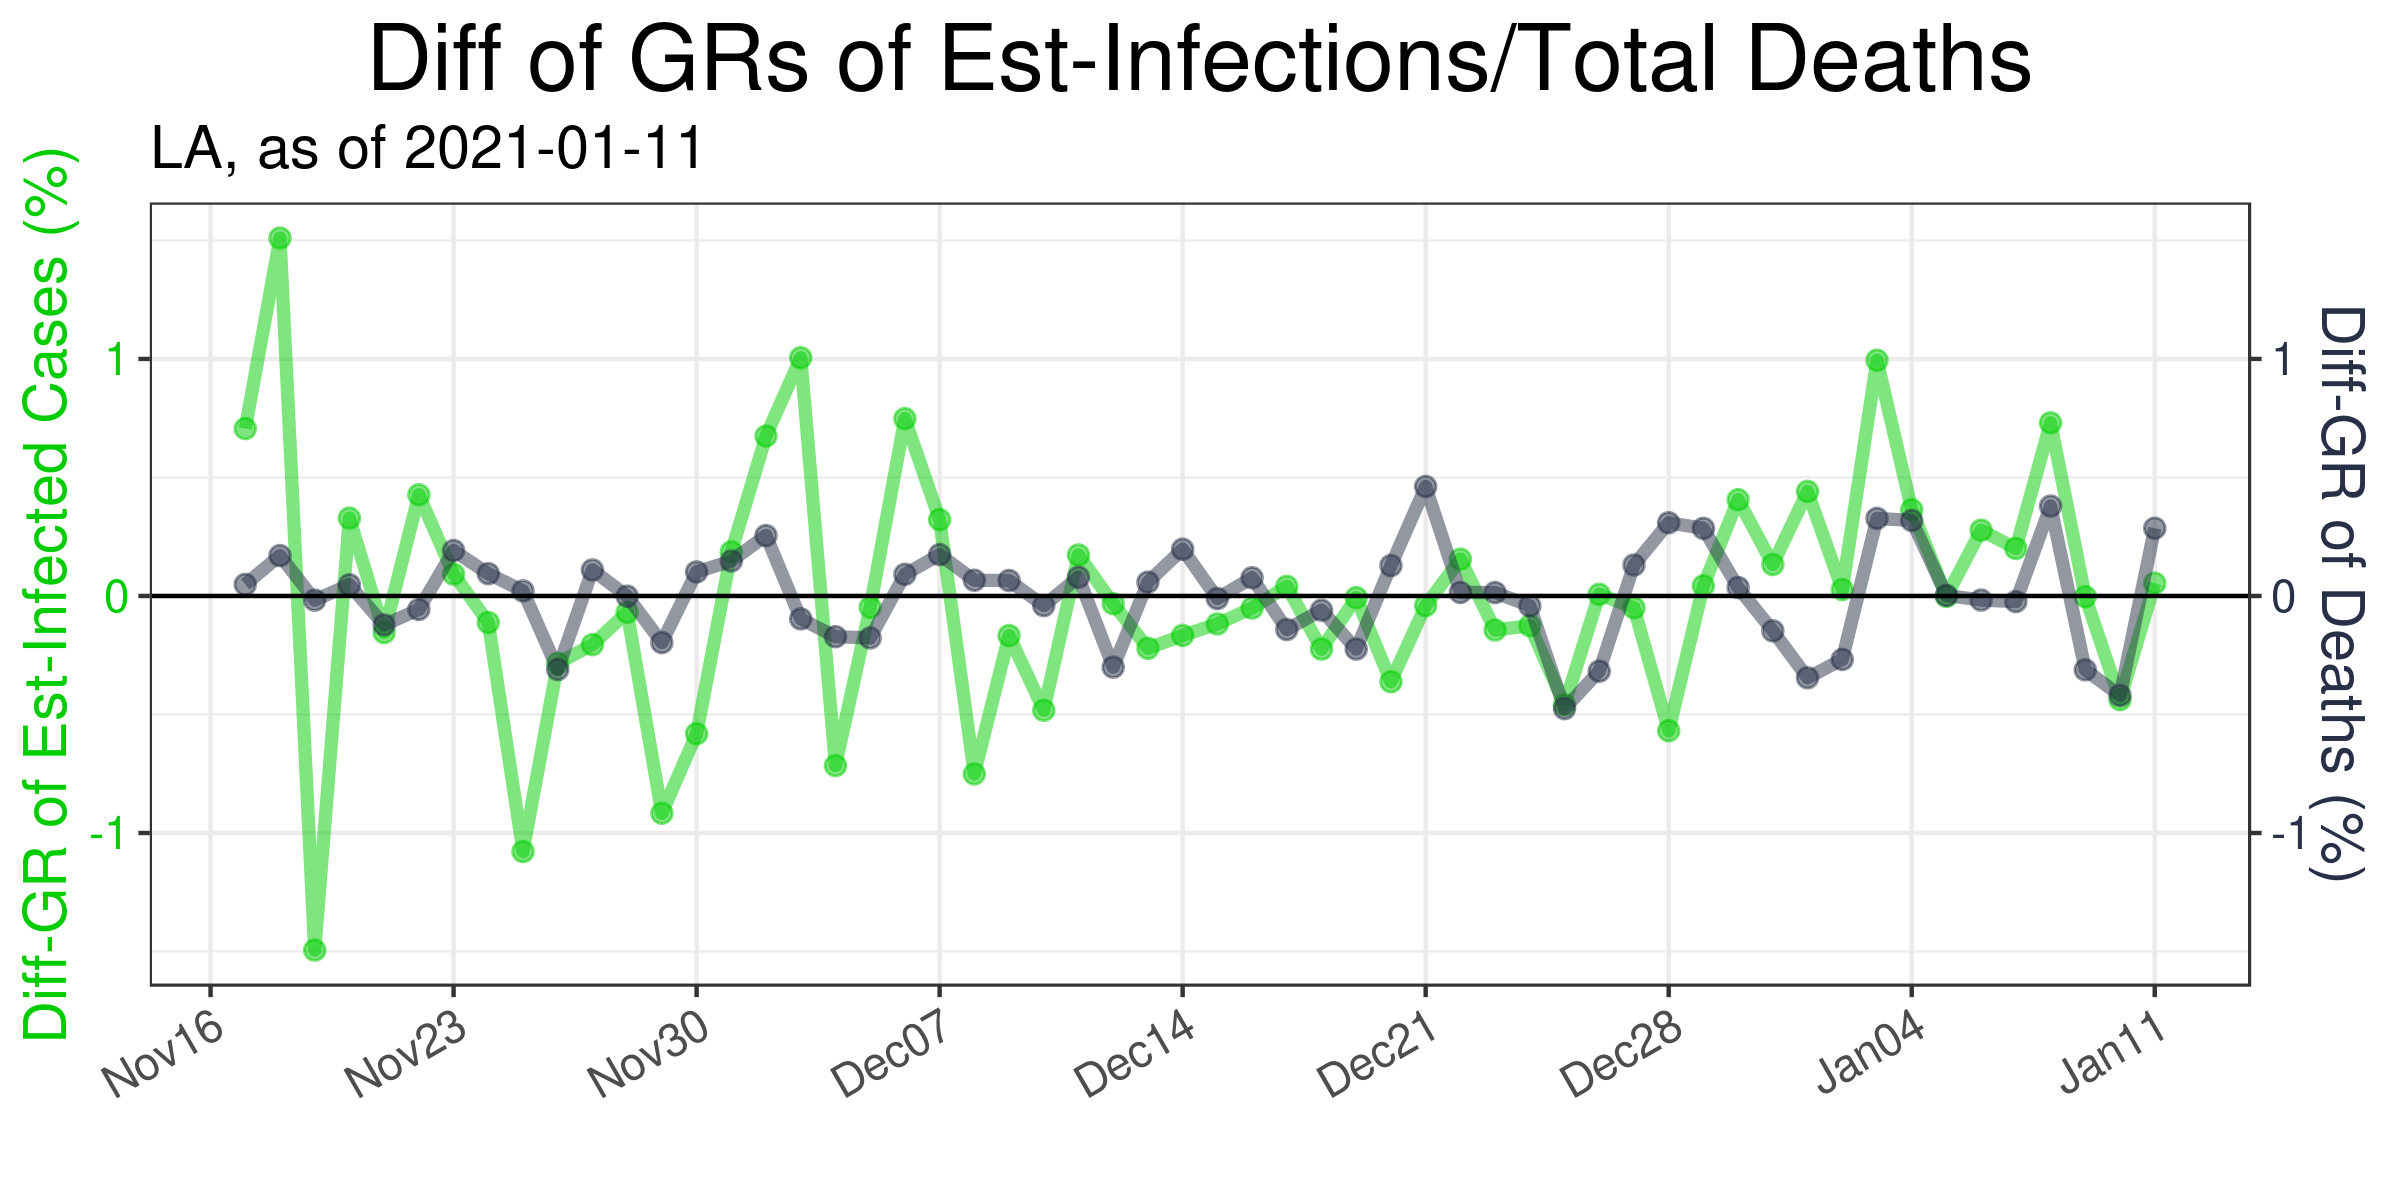 Diff of GRs of Est-Infections/Total Deaths
LA, as of 2021-01-11
Diff-GR of Est-Infected Cases (%)
1
0
-1
1
0
-1
Diff-GR of Deaths (%)
Nov16
Nov23
Nov30
Dec07
Dec14
Dec21
Dec28
Jan04
Jan11